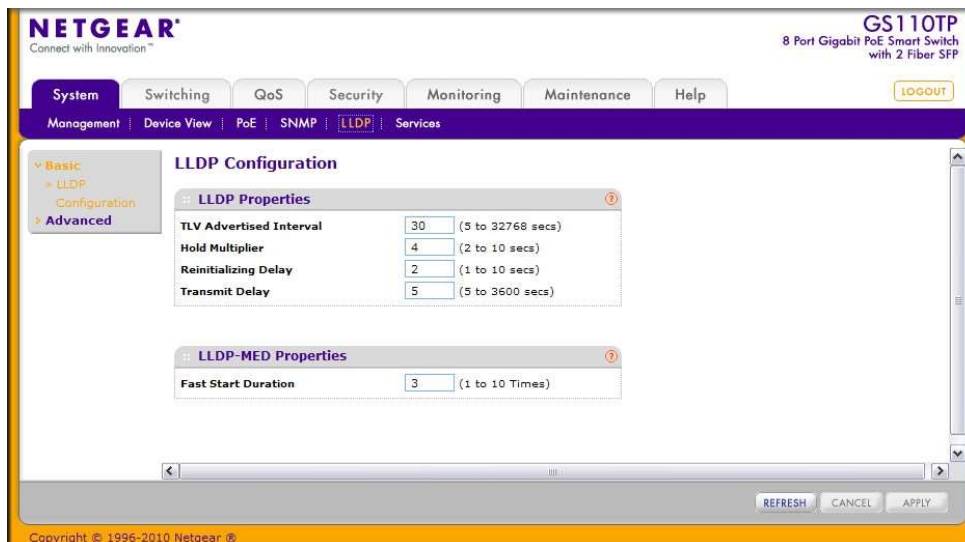 NETGEAR®
Connect with Innovation™
GS110TP
8 Port Gigabit PoE Smart Switch
with 2 Fiber SFP
System Switching QoS Security Monitoring Maintenance Help LOGOUT
Management Device View PoE SNMP LLDP Services
Basic
LLDP
Configuration
Advanced
LLDP Configuration
LLDP Properties ?
TLV Advertised Interval 30 (5 to 32768 secs)
Hold Multiplier 4 (2 to 10 secs)
Reinitializing Delay 2 (1 to 10 secs)
Transmit Delay 5 (5 to 3600 secs)
LLDP-MED Properties ?
Fast Start Duration 3 (1 to 10 Times)
REFRESH CANCEL APPLY
Copyright © 1996-2010 Netgear ®